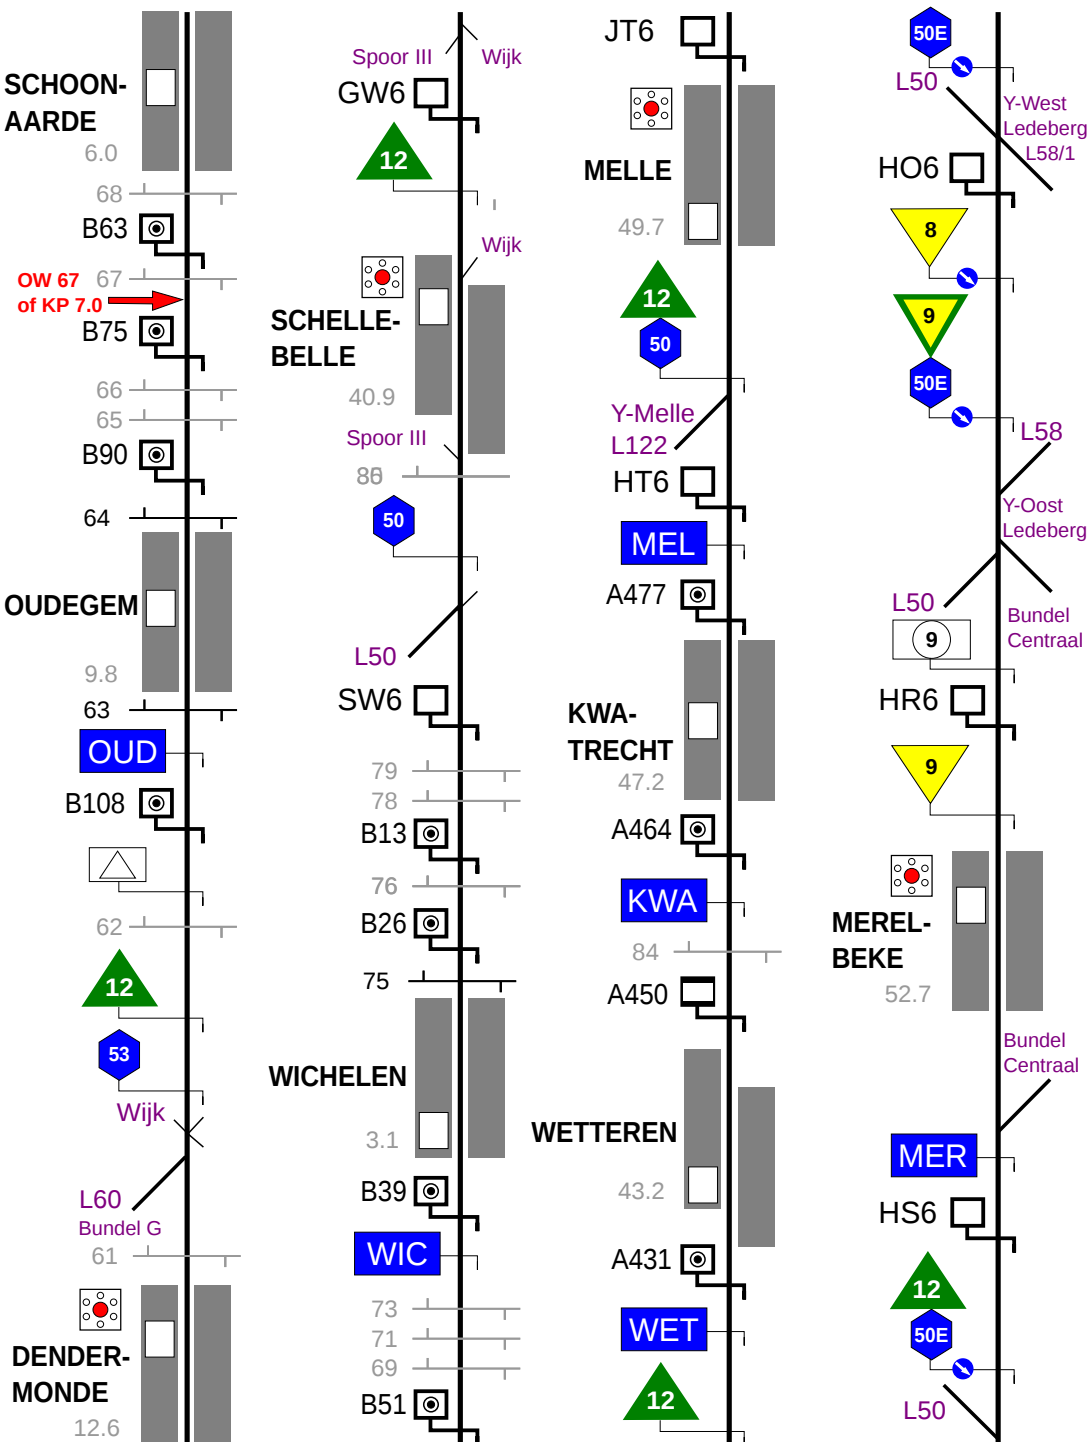 SCHOON-
AARDE
6.0
68
B63
OW 67
of KP 7.0
67
B75
66
65
B90
64
OUDEGEM
9.8
63
OUD
B108
62
12
53
Wijk
L60
Bundel G
61
DENDER-
MONDE
12.6
Spoor III
Wijk
GW6
12
Wijk
SCHELLE-
BELLE
40.9
Spoor III
50
L50
SW6
79
78
B13
76
B26
75
WICHELEN
3.1
B39
WIC
73
71
69
B51
JT6
MELLE
49.7
12
50
Y-Melle
L122
HT6
MEL
A477
KWA-
TRECHT
47.2
A464
KWA
84
A450
WETTEREN
43.2
A431
WET
12
50E
L50
Y-West
Ledeberg
L58/1
HO6
8
9
50E
L58
Y-Oost
Ledeberg
L50
Bundel
Centraal
9
HR6
9
MEREL-
BEKE
52.7
Bundel
Centraal
MER
HS6
12
50E
L50